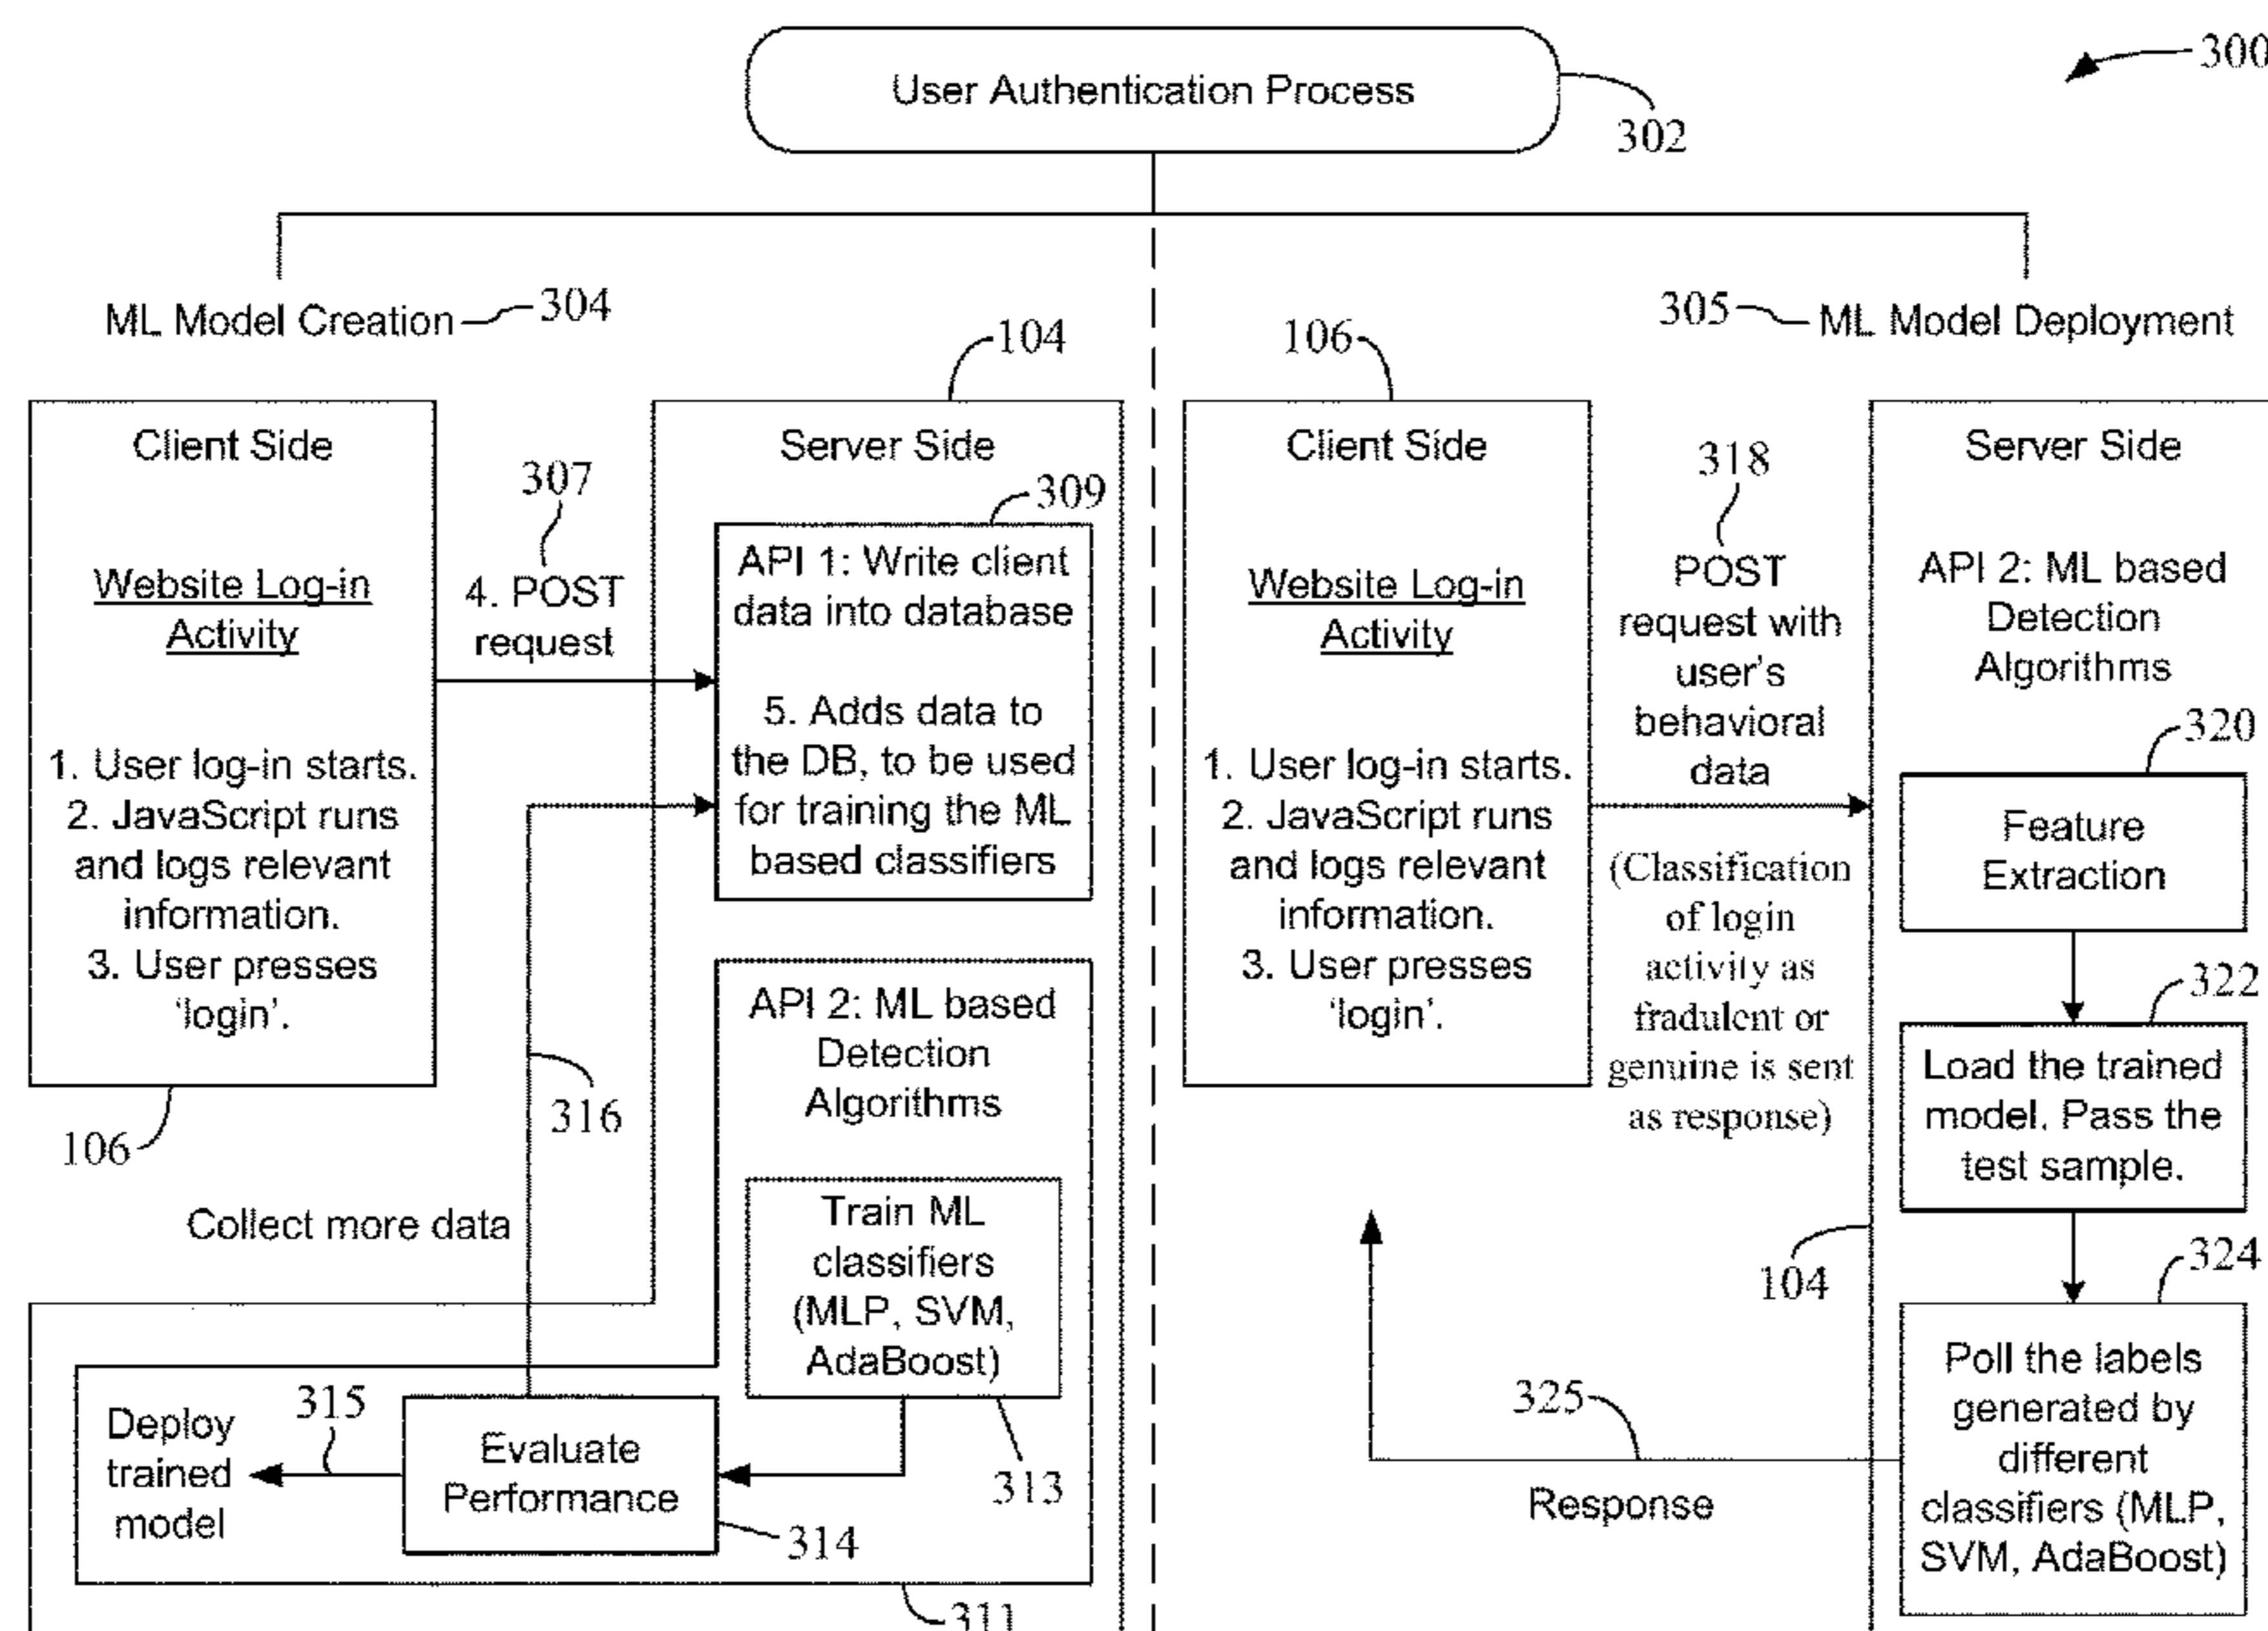 300
User Authentication Process
302
ML Model Creation
304
305
ML Model Deployment
106
Client Side
Website Log-in
Activity
1. User log-in starts.
2. JavaScript runs
and logs relevant
information.
3. User presses
‘login’.
307
4. POST
request
104
Server Side
309
API 1: Write client
data into database
5. Adds data to
the DB, to be used
for training the ML
based classifiers
API 2: ML based
Detection
Algorithms
Train ML
classifiers
(MLP, SVM,
AdaBoost)
313
316
Collect more data
Evaluate
Performance
314
315
Deploy
trained
model
311
106
Client Side
Website Log-in
Activity
1. User log-in starts.
2. JavaScript runs
and logs relevant
information.
3. User presses
‘login’.
318
POST
request with
user’s
behavioral
data
(Classification
of login
activity as
fradulent or
genuine is sent
as response)
104
Server Side
API 2: ML based
Detection
Algorithms
320
Feature
Extraction
322
Load the trained
model. Pass the
test sample.
324
Poll the labels
generated by
different
classifiers (MLP,
SVM, AdaBoost)
325
Response